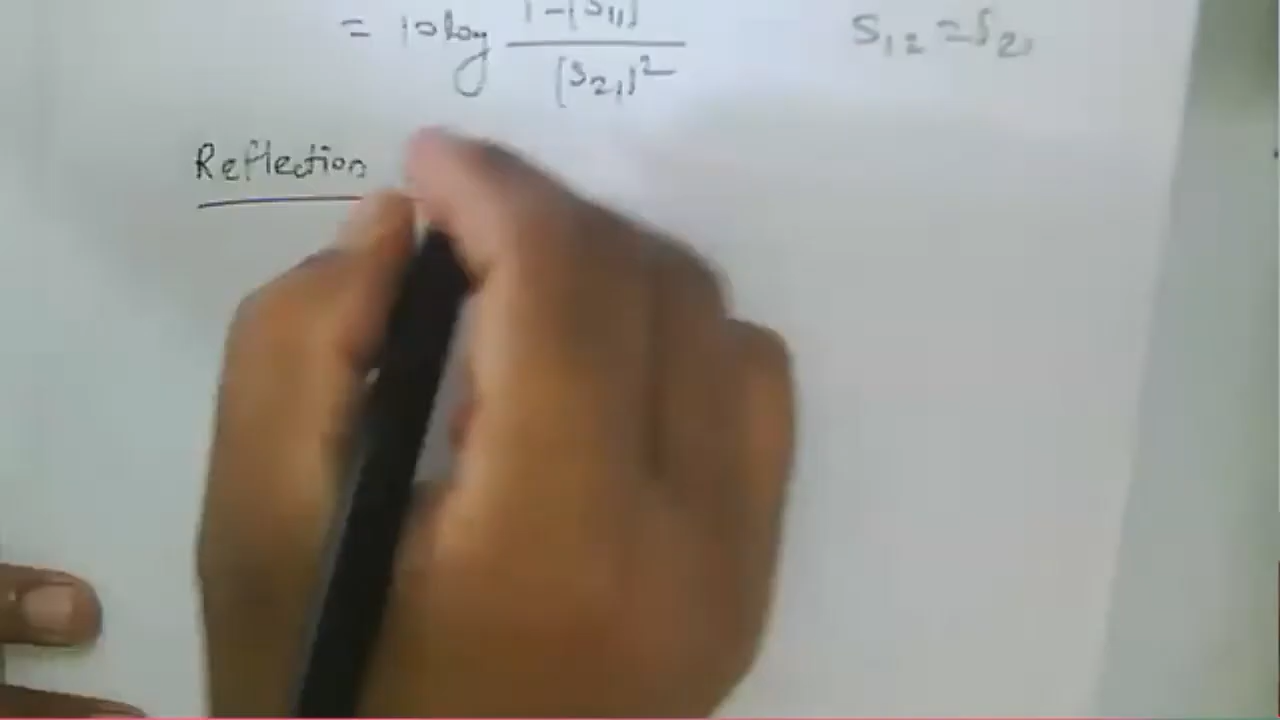 = 10 log 1-|S11| / |S21|^2 S12 = S21
Reflection